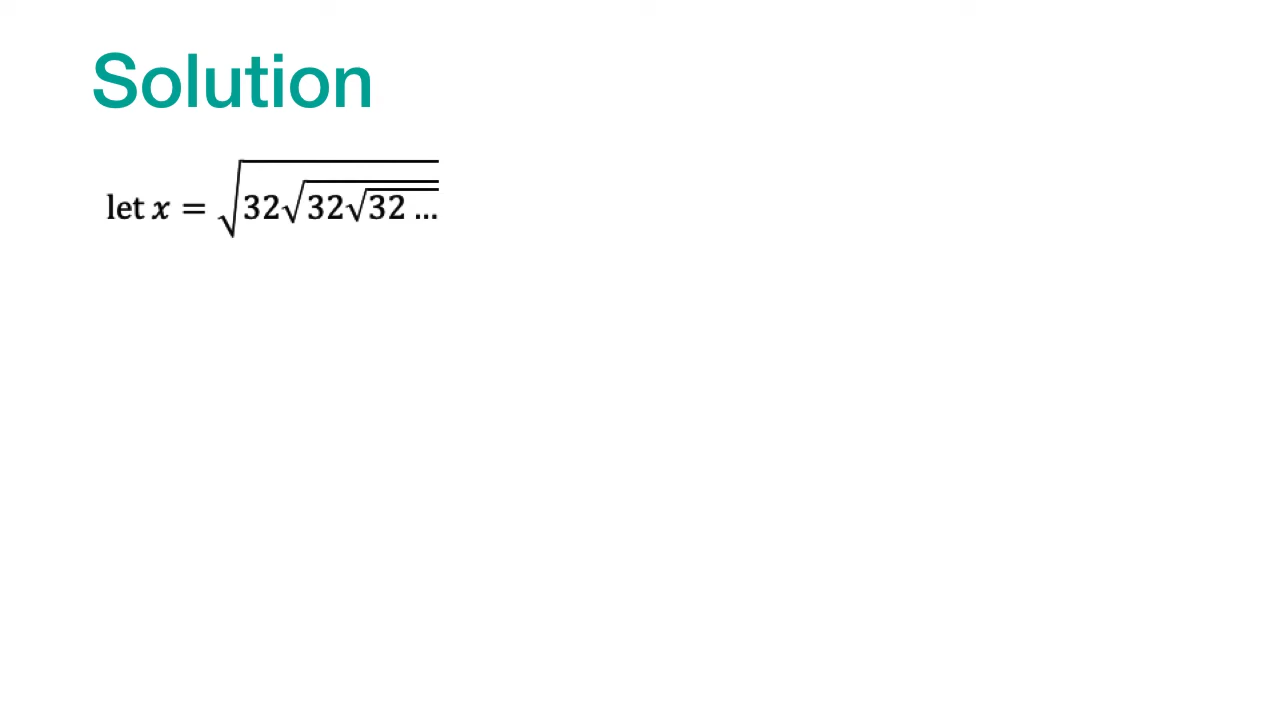 Solution
let x = √32√32√32 ...